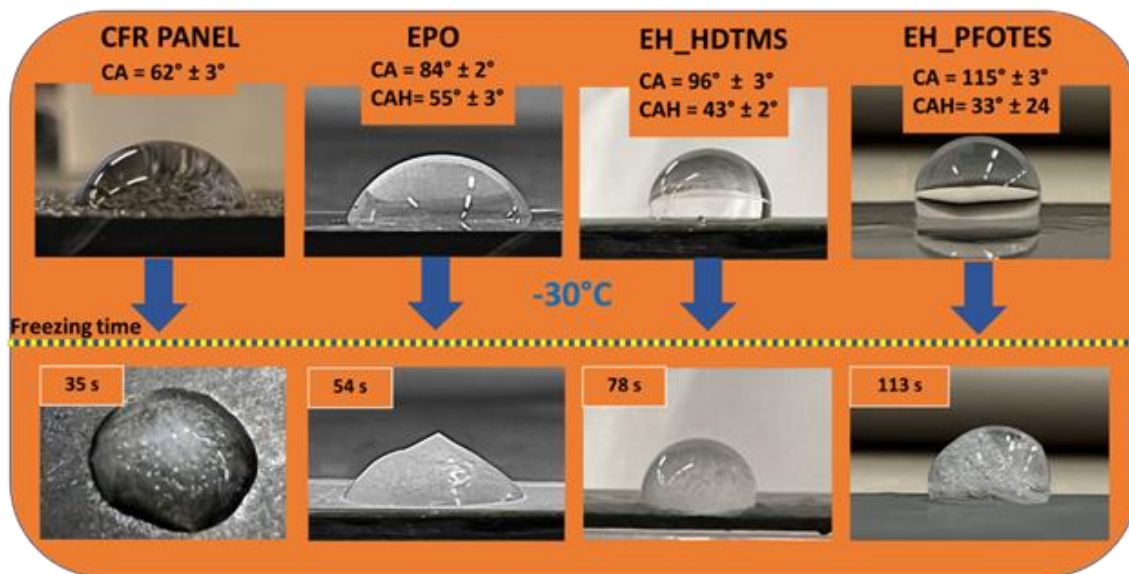 CFR PANEL
CA = 62° ± 3°
EPO
CA = 84° ± 2°
CAH= 55° ± 3°
EH_HDTMS
CA = 96° ± 3°
CAH = 43° ± 2°
EH_PFOTES
CA = 115° ± 3°
CAH= 33° ± 24
-30°C
Freezing time
35 s
54 s
78 s
113 s